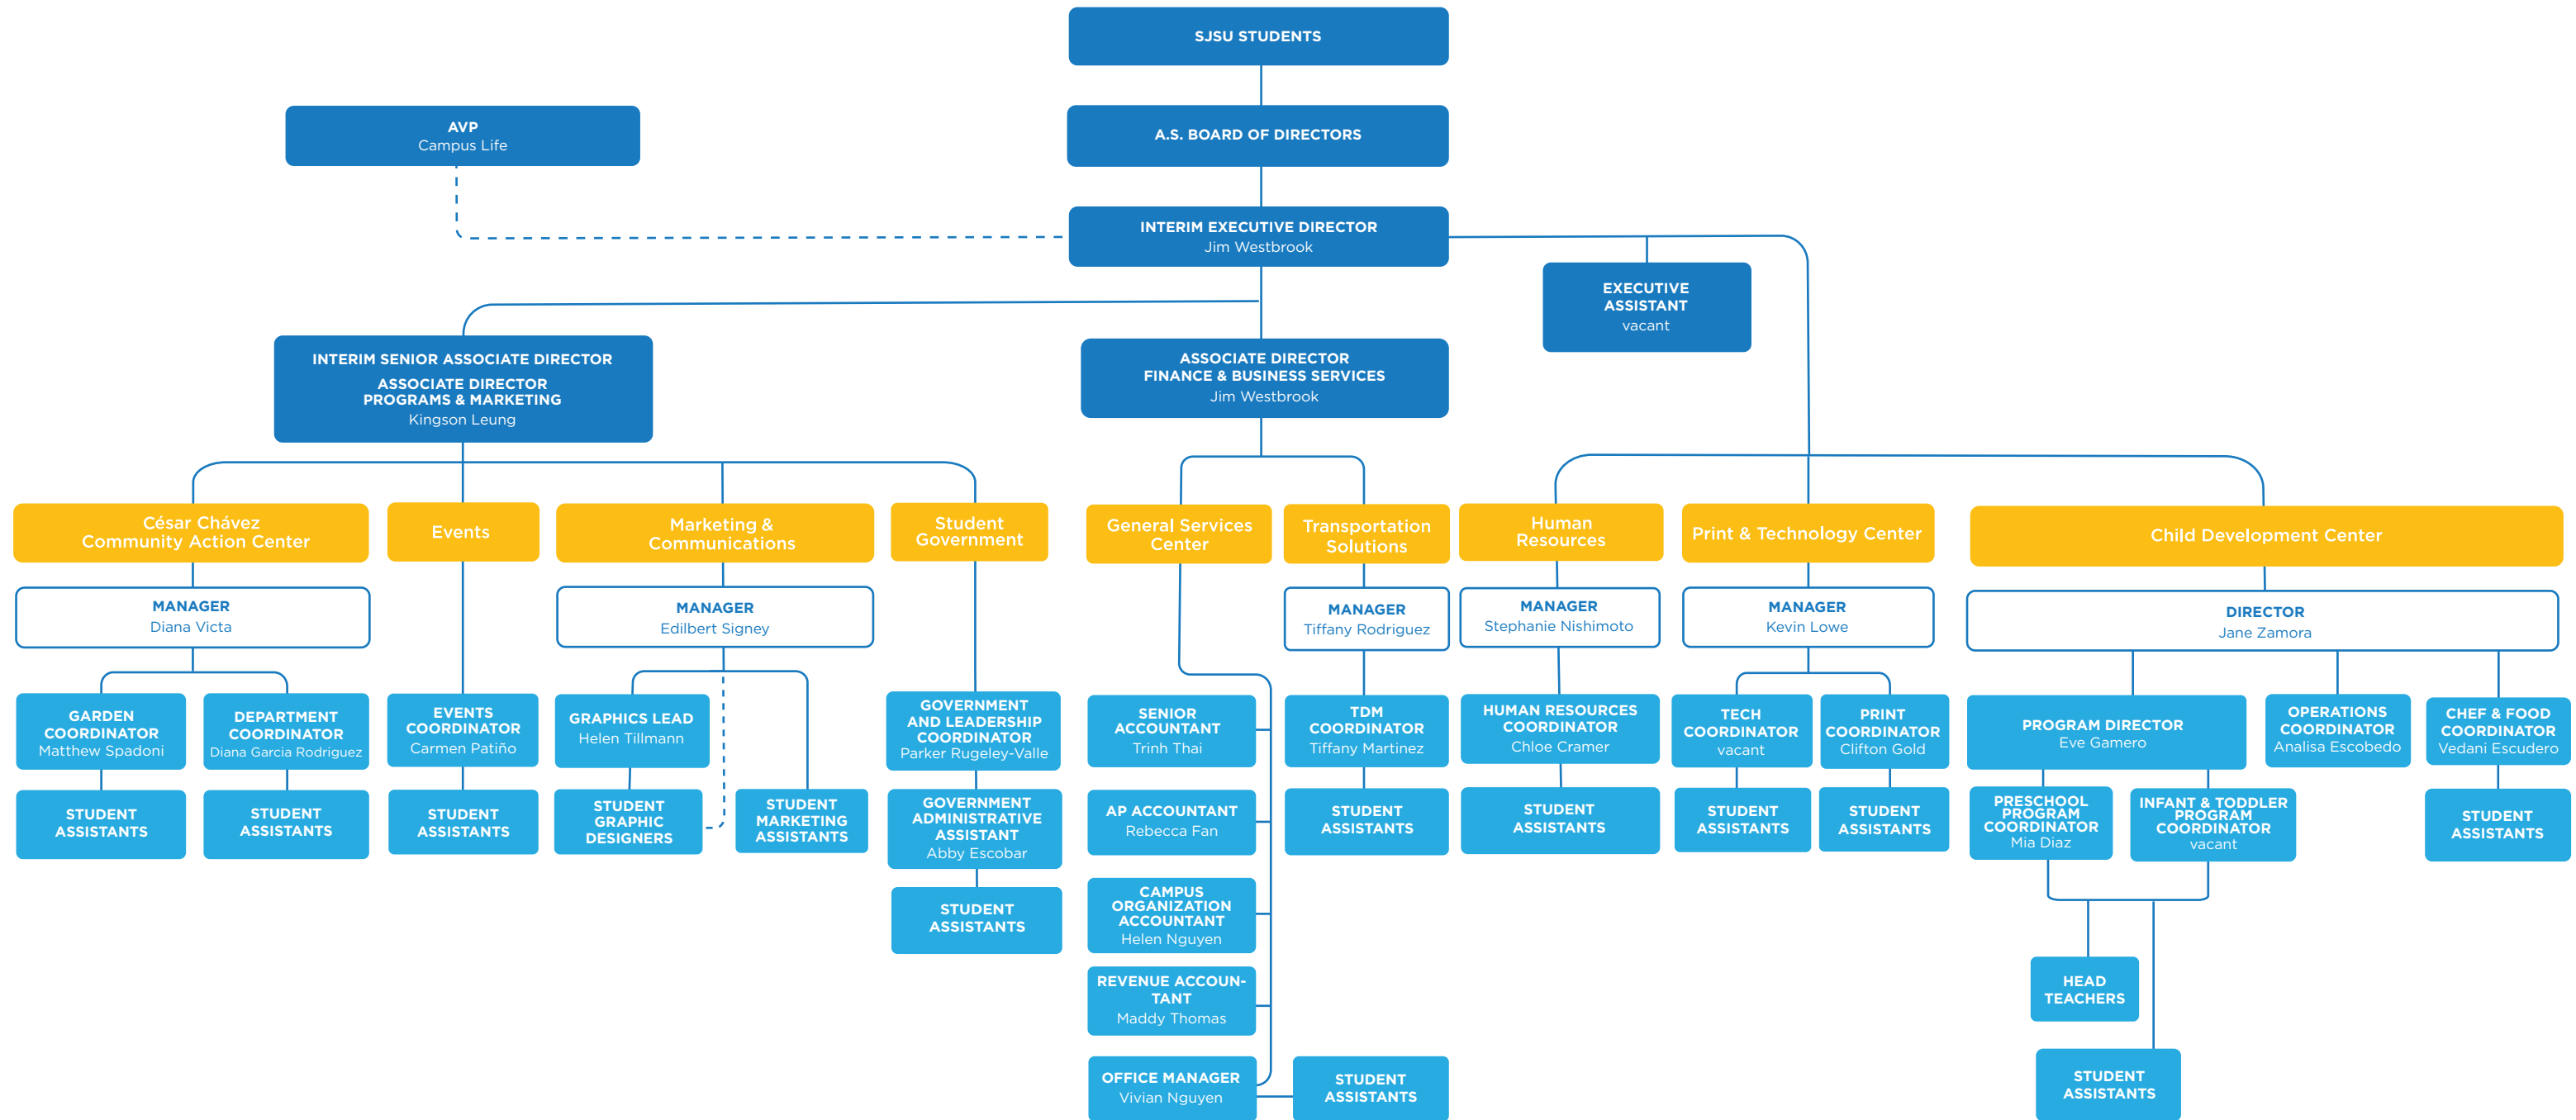 SJSU STUDENTS
AVP
Campus Life
A.S. BOARD OF DIRECTORS
INTERIM EXECUTIVE DIRECTOR
Jim Westbrook
EXECUTIVE
ASSISTANT
vacant
INTERIM SENIOR ASSOCIATE DIRECTOR
ASSOCIATE DIRECTOR
PROGRAMS & MARKETING
Kingson Leung
ASSOCIATE DIRECTOR
FINANCE & BUSINESS SERVICES
Jim Westbrook
César Chávez
Community Action Center
Events
Marketing &
Communications
Student
Government
General Services
Center
Transportation
Solutions
Human
Resources
Print & Technology Center
Child Development Center
MANAGER
Diana Victa
MANAGER
Edilbert Signey
MANAGER
Tiffany Rodriguez
MANAGER
Stephanie Nishimoto
MANAGER
Kevin Lowe
DIRECTOR
Jane Zamora
GARDEN
COORDINATOR
Matthew Spadoni
DEPARTMENT
COORDINATOR
Diana Garcia Rodriguez
EVENTS
COORDINATOR
Carmen Patiño
GRAPHICS LEAD
Helen Tillmann
GOVERNMENT
AND LEADERSHIP
COORDINATOR
Parker Rugeley-Valle
SENIOR
ACCOUNTANT
Trinh Thai
TDM
COORDINATOR
Tiffany Martinez
HUMAN RESOURCES
COORDINATOR
Chloe Cramer
TECH
COORDINATOR
vacant
PRINT
COORDINATOR
Clifton Gold
PROGRAM DIRECTOR
Eve Gamero
OPERATIONS
COORDINATOR
Analisa Escobedo
CHEF & FOOD
COORDINATOR
Vedani Escudero
STUDENT
ASSISTANTS
STUDENT
ASSISTANTS
STUDENT
ASSISTANTS
STUDENT
GRAPHIC
DESIGNERS
STUDENT
MARKETING
ASSISTANTS
GOVERNMENT
ADMINISTRATIVE
ASSISTANT
Abby Escobar
AP ACCOUNTANT
Rebecca Fan
STUDENT
ASSISTANTS
STUDENT
ASSISTANTS
STUDENT
ASSISTANTS
STUDENT
ASSISTANTS
PRESCHOOL
PROGRAM
COORDINATOR
Mia Diaz
INFANT & TODDLER
PROGRAM
COORDINATOR
vacant
STUDENT
ASSISTANTS
STUDENT
ASSISTANTS
CAMPUS
ORGANIZATION
ACCOUNTANT
Helen Nguyen
REVENUE ACCOUN-
TANT
Maddy Thomas
HEAD
TEACHERS
OFFICE MANAGER
Vivian Nguyen
STUDENT
ASSISTANTS
STUDENT
ASSISTANTS